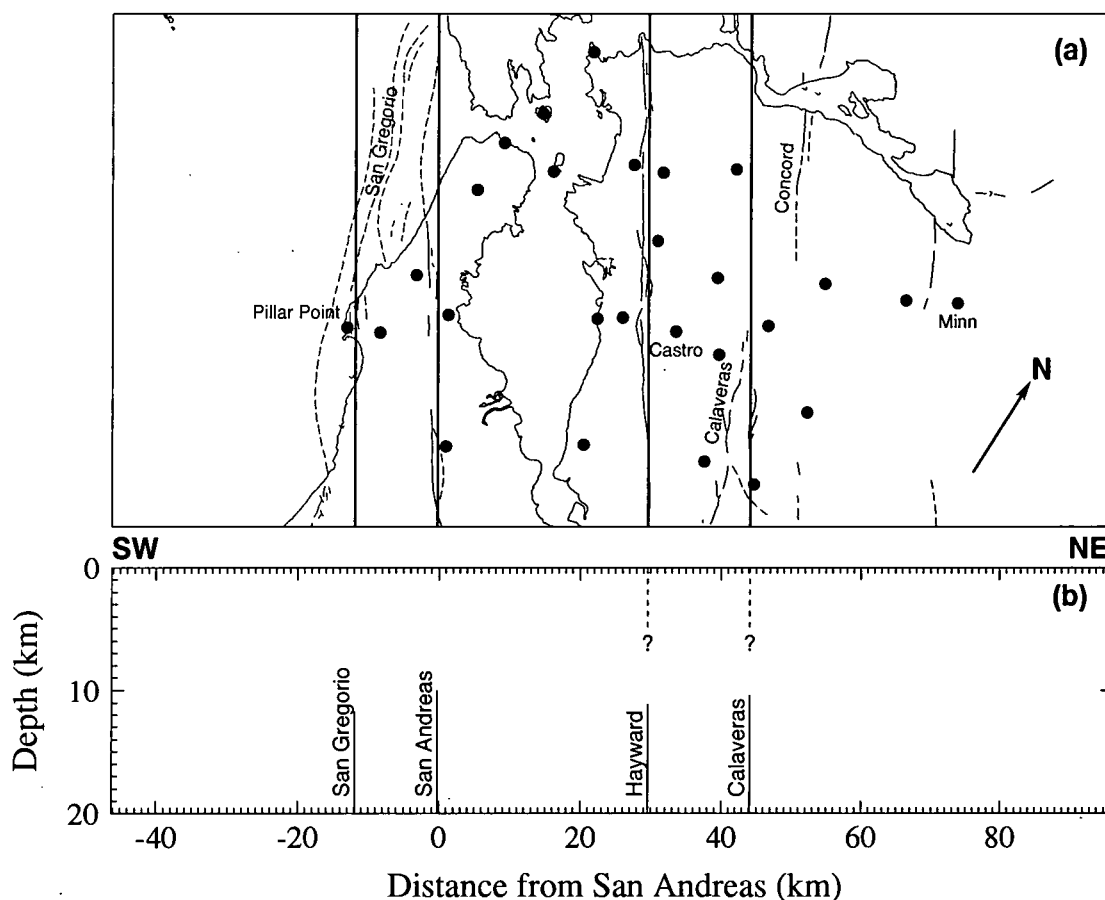 (a)
San Gregorio
Concord
Pillar Point
Minn
Castro
Calaveras
N
SW
NE
(b)
0
10
20
Depth (km)
?
?
San Gregorio
San Andreas
Hayward
Calaveras
-40
-20
0
20
40
60
80
Distance from San Andreas (km)